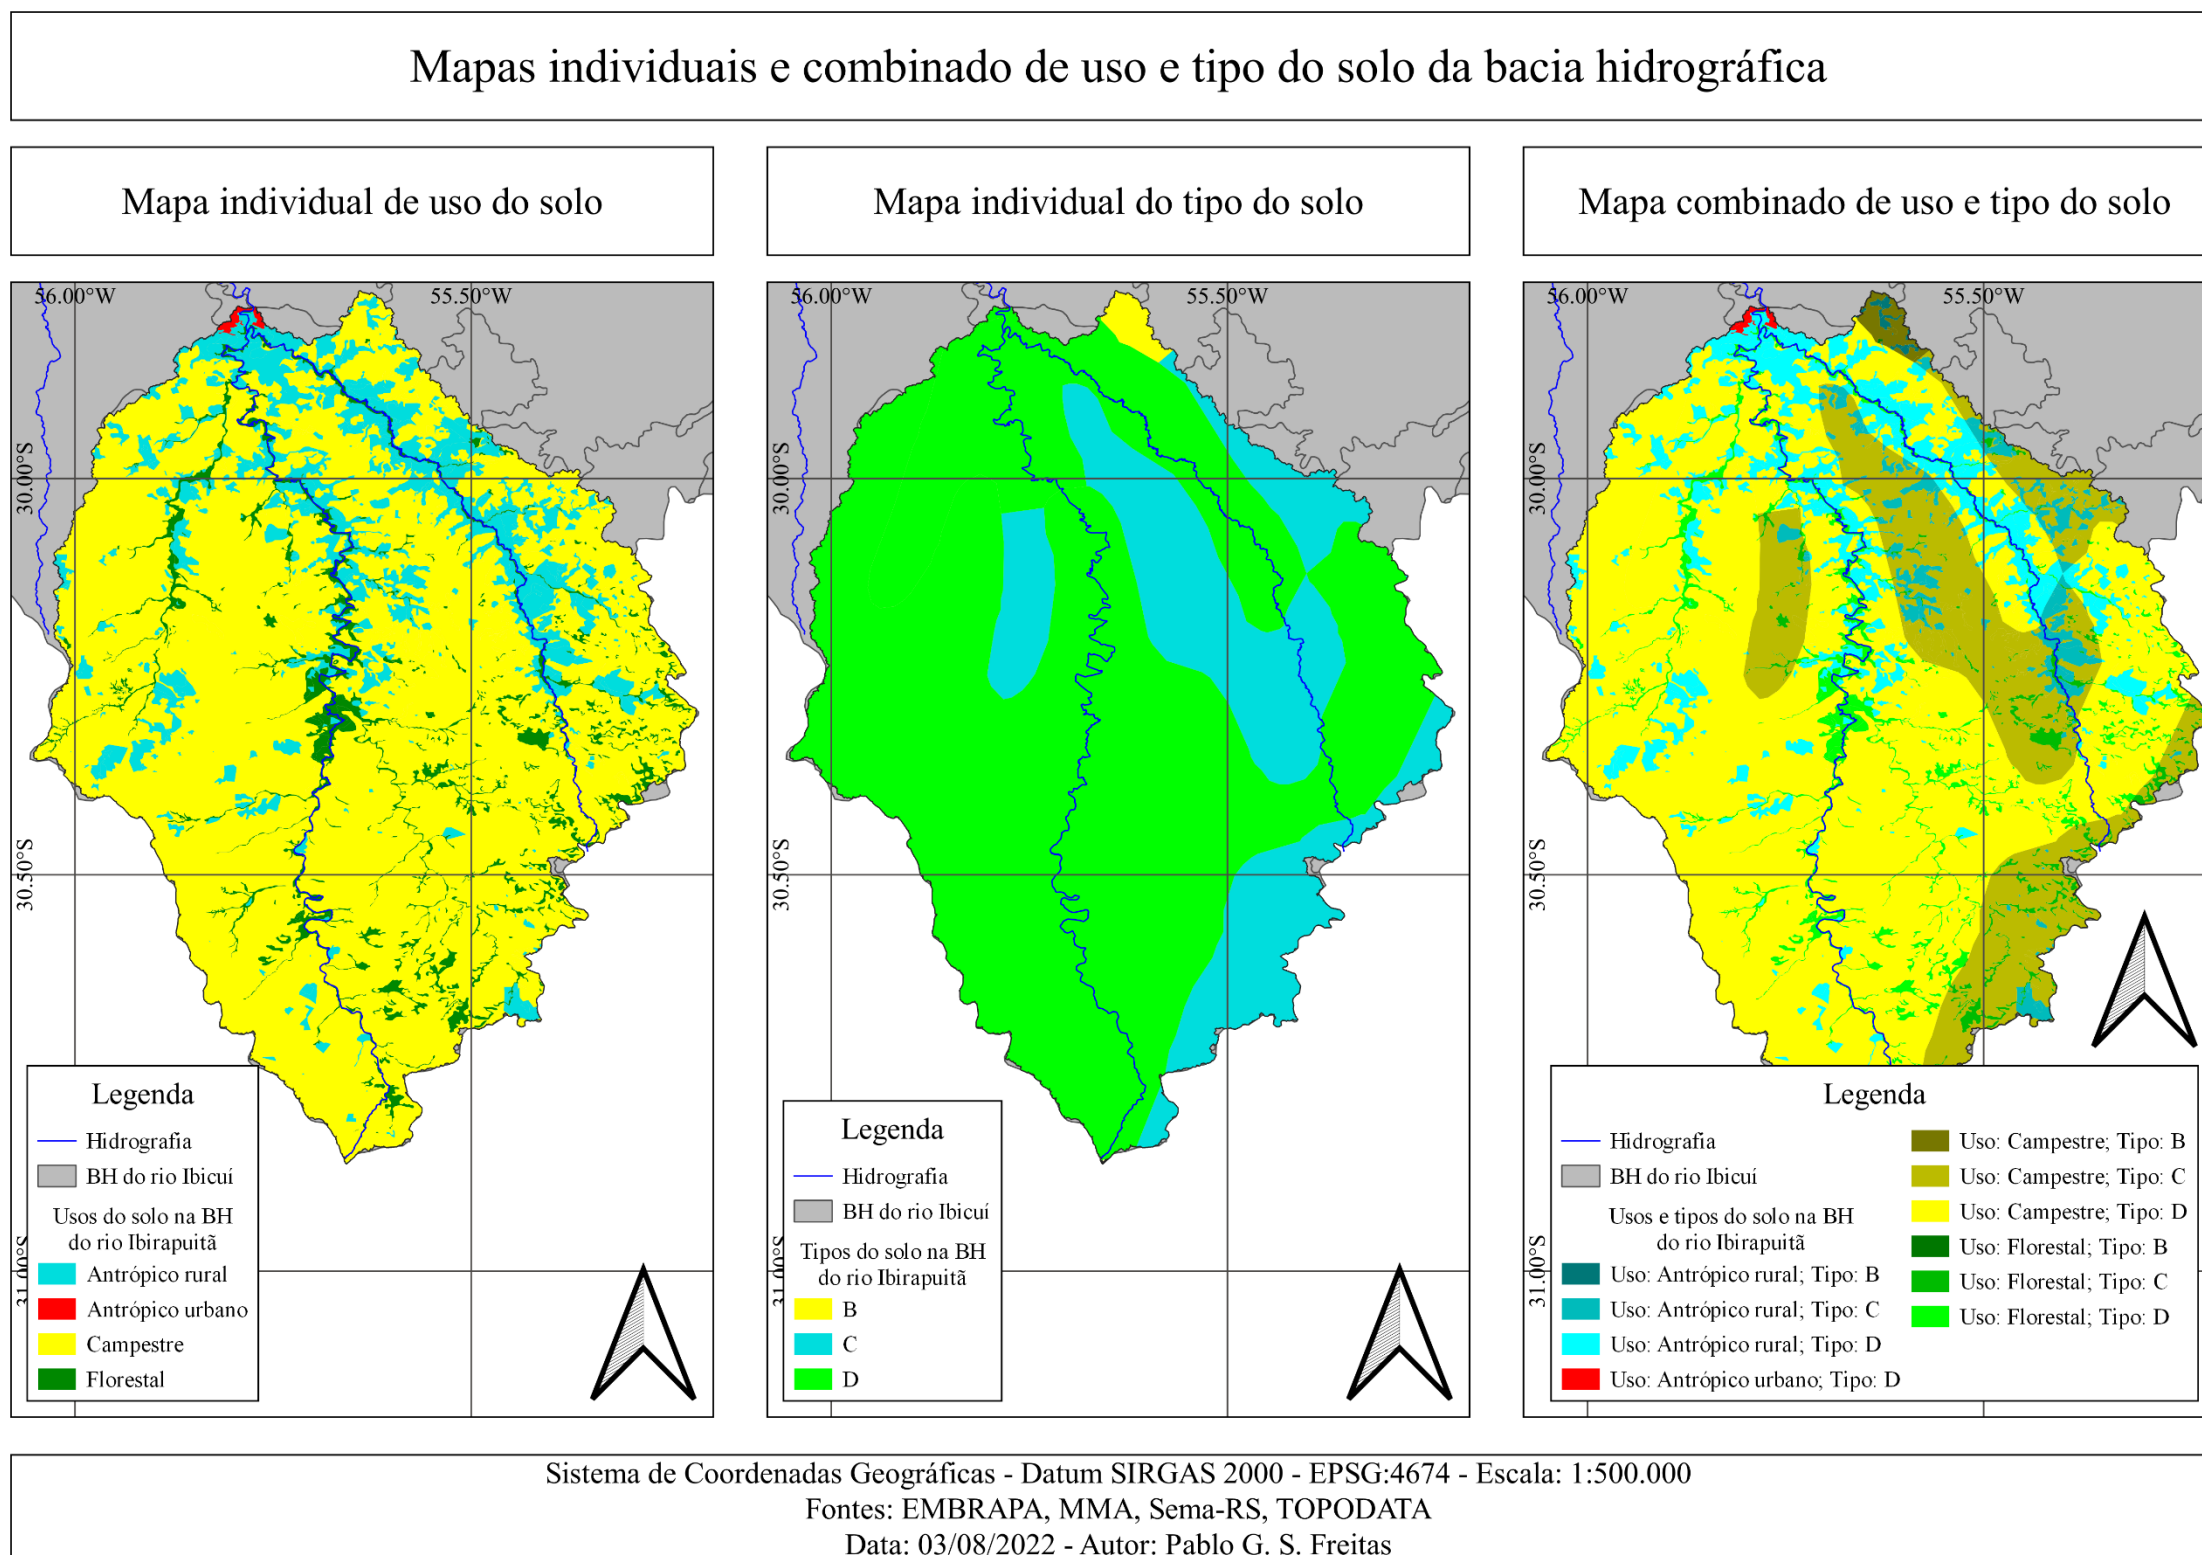 Mapas individuais e combinado de uso e tipo do solo da bacia hidrográfica
Mapa individual de uso do solo
Mapa individual do tipo do solo
Mapa combinado de uso e tipo do solo
56.00°W
55.50°W
30.00°S
30.50°S
31.00°S
Legenda
Hidrografia
BH do rio Ibicuí
Usos do solo na BH
do rio Ibirapuitã
Antrópico rural
Antrópico urbano
Campestre
Florestal
56.00°W
55.50°W
30.00°S
30.50°S
31.00°S
Legenda
Hidrografia
BH do rio Ibicuí
Tipos do solo na BH
do rio Ibirapuitã
B
C
D
56.00°W
55.50°W
30.00°S
30.50°S
31.00°S
Legenda
Hidrografia
BH do rio Ibicuí
Usos e tipos do solo na BH
do rio Ibirapuitã
Uso: Antrópico rural; Tipo: B
Uso: Antrópico rural; Tipo: C
Uso: Antrópico rural; Tipo: D
Uso: Antrópico urbano; Tipo: D
Uso: Campestre; Tipo: B
Uso: Campestre; Tipo: C
Uso: Campestre; Tipo: D
Uso: Florestal; Tipo: B
Uso: Florestal; Tipo: C
Uso: Florestal; Tipo: D
Sistema de Coordenadas Geográficas - Datum SIRGAS 2000 - EPSG:4674 - Escala: 1:500.000
Fontes: EMBRAPA, MMA, Sema-RS, TOPODATA
Data: 03/08/2022 - Autor: Pablo G. S. Freitas